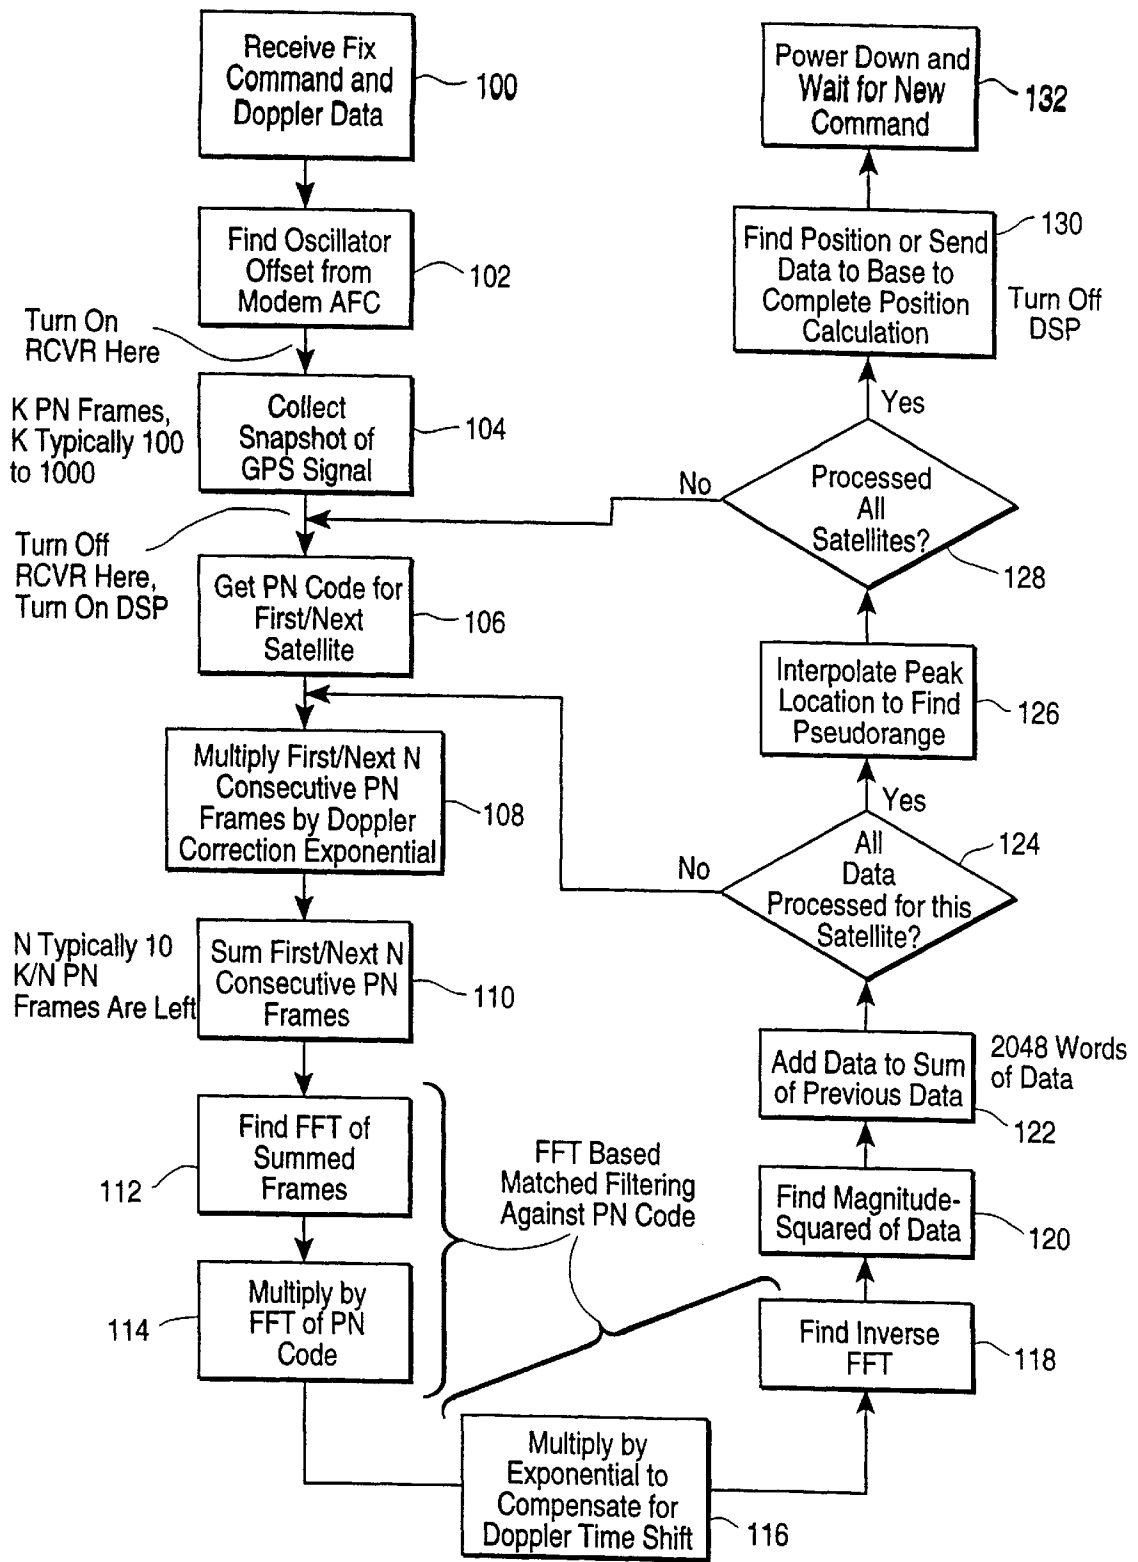 Receive Fix
Command and
Doppler Data
100
Find Oscillator
Offset from
Modem AFC
102
Turn On
RCVR Here
K PN Frames,
K Typically 100
to 1000
Collect
Snapshot of
GPS Signal
104
Turn Off
RCVR Here,
Turn On DSP
Get PN Code for
First/Next
Satellite
106
Multiply First/Next N
Consecutive PN
Frames by Doppler
Correction Exponential
108
N Typically 10
K/N PN
Frames Are Left
Sum First/Next N
Consecutive PN
Frames
110
Find FFT of
Summed
Frames
112
Multiply by
FFT of PN
Code
114
FFT Based
Matched Filtering
Against PN Code
Multiply by
Exponential to
Compensate for
Doppler Time Shift
116
Find Inverse
FFT
118
Find Magnitude-
Squared of Data
120
Add Data to Sum
of Previous Data
2048 Words
of Data
122
All
Data
Processed for this
Satellite?
124
No
Yes
Interpolate Peak
Location to Find
Pseudorange
126
Processed
All
Satellites?
128
No
Yes
Find Position or Send
Data to Base to
Complete Position
Calculation
130
Turn Off
DSP
Power Down and
Wait for New
Command
132